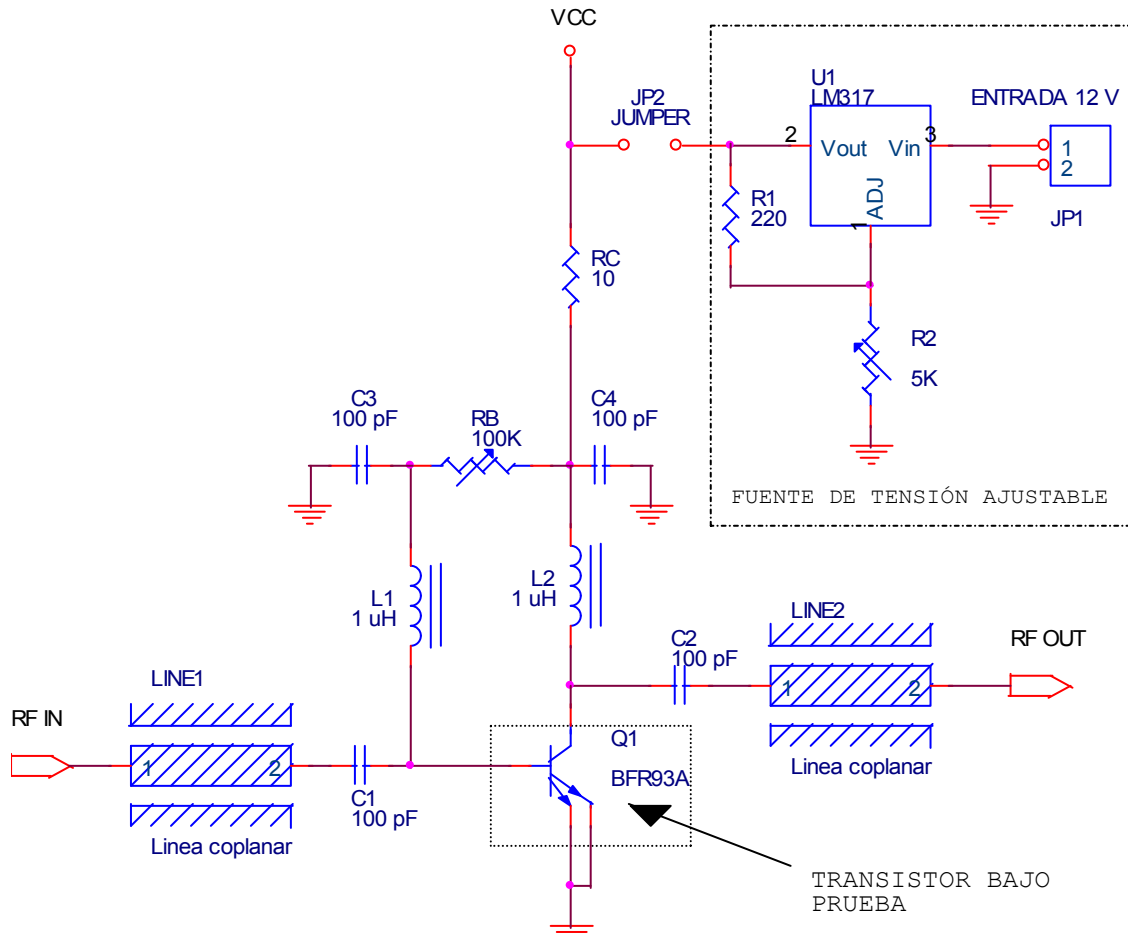 VCC
JP2
JUMPER
U1
LM317
ENTRADA 12 V
2
Vout
Vin
3
ADJ
1
1
2
JP1
R1
220
RC
10
R2
5K
C3
100 pF
RB
100K
C4
100 pF
FUENTE DE TENSIÓN AJUSTABLE
L1
1 uH
L2
1 uH
LINE2
C2
100 pF
1
2
RF OUT
Linea coplanar
LINE1
RF IN
1
2
Linea coplanar
C1
100 pF
Q1
BFR93A
TRANSISTOR BAJO
PRUEBA